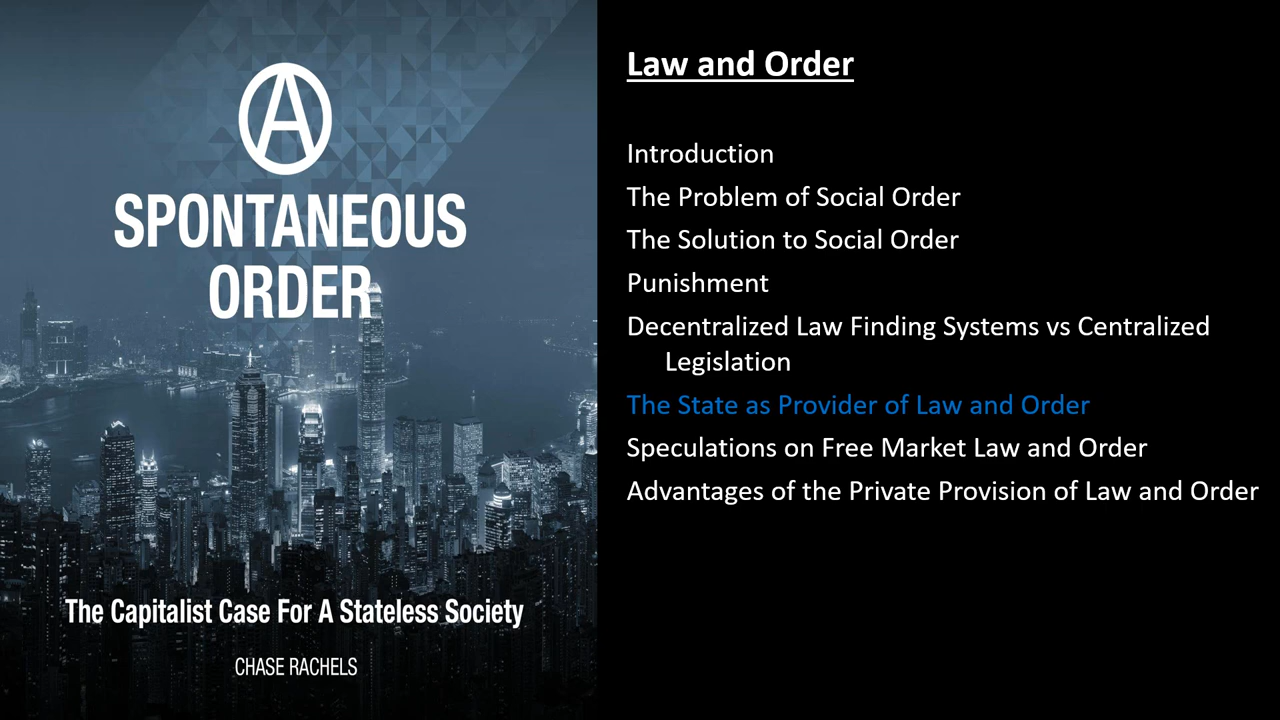 A
SPONTANEOUS
ORDER
The Capitalist Case For A Stateless Society
CHASE RACHELS
Law and Order
Introduction
The Problem of Social Order
The Solution to Social Order
Punishment
Decentralized Law Finding Systems vs Centralized
Legislation
The State as Provider of Law and Order
Speculations on Free Market Law and Order
Advantages of the Private Provision of Law and Order